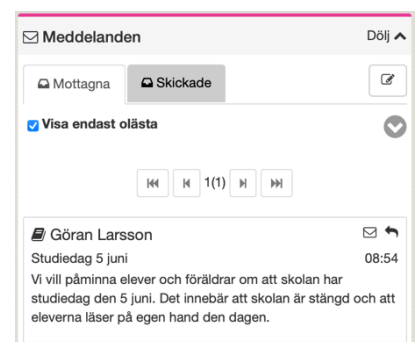 Meddelanden Dölj
Mottagna Skickade
Visa endast olästa
1(1)
Göran Larsson
Studiedag 5 juni 08:54
Vi vill påminna elever och föräldrar om att skolan har
studiedag den 5 juni. Det innebär att skolan är stängd och att
eleverna läser på egen hand den dagen.